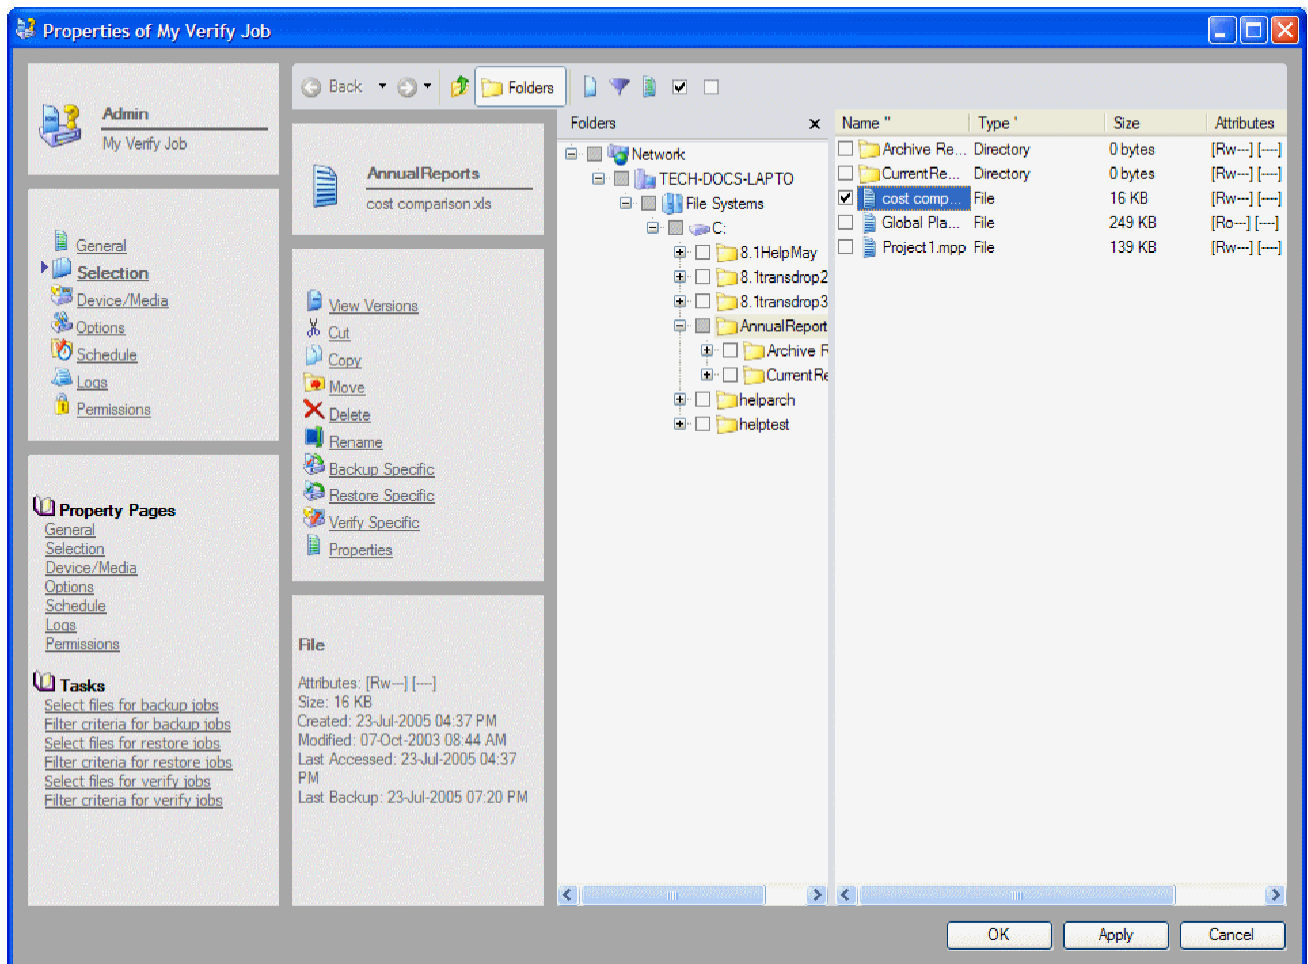 Properties of My Verify Job
Admin
My Verify Job
General
Selection
Device/Media
Options
Schedule
Logs
Permissions
Property Pages
General
Selection
Device/Media
Options
Schedule
Logs
Permissions
Tasks
Select files for backup jobs
Filter criteria for backup jobs
Select files for restore jobs
Filter criteria for restore jobs
Select files for verify jobs
Filter criteria for verify jobs
Back
Folders
AnnualReports
cost comparison.xls
View Versions
Cut
Copy
Move
Delete
Rename
Backup Specific
Restore Specific
Verify Specific
Properties
File
Attributes: [Rw---] [----]
Size: 16 KB
Created: 23-Jul-2005 04:37 PM
Modified: 07-Oct-2003 08:44 AM
Last Accessed: 23-Jul-2005 04:37
PM
Last Backup: 23-Jul-2005 07:20 PM
Folders
Network
TECH-DOCS-LAPTO
File Systems
C:
8.1HelpMay
8.1transdrop2
8.1transdrop3
AnnualReport
Archive R
CurrentRe
helparch
helptest
Name " Type ' Size Attributes
Archive Re... Directory 0 bytes [Rw---] [----]
CurrentRe... Directory 0 bytes [Rw---] [----]
cost comp... File 16 KB [Rw---] [----]
Global Pla... File 249 KB [Ro---] [----]
Project1.mpp File 139 KB [Rw---] [----]
OK Apply Cancel